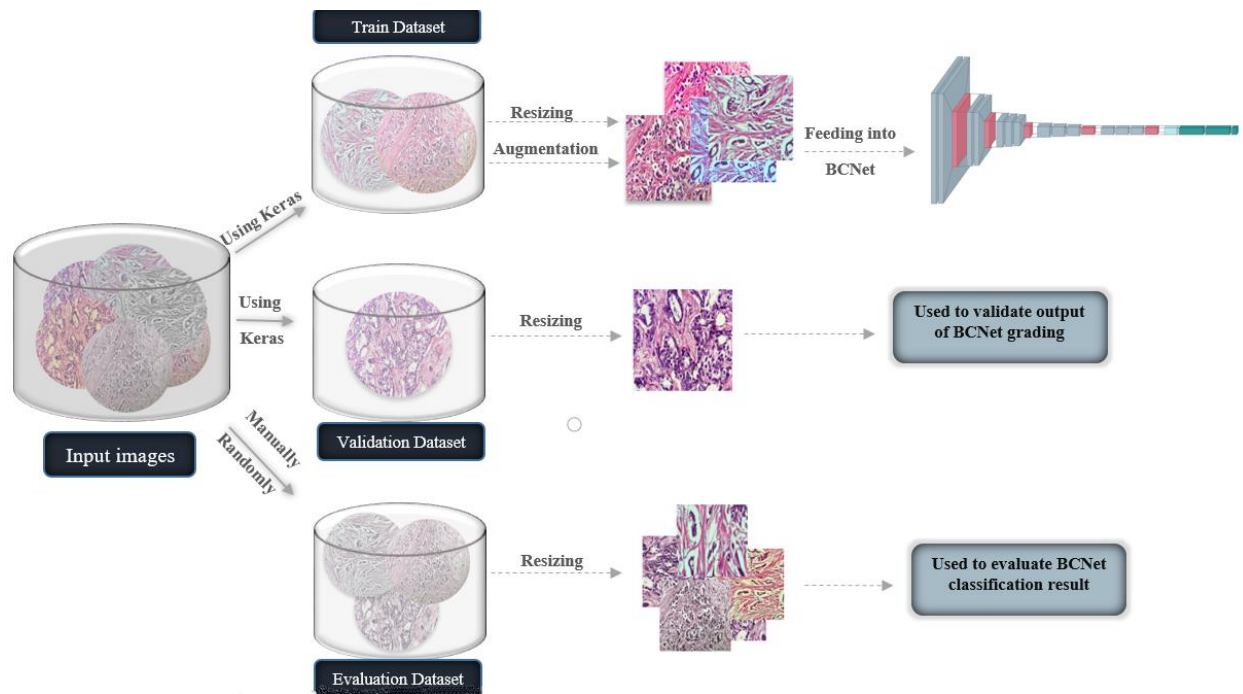 Train Dataset
Resizing
Augmentation
Feeding into
BCNet
Using Keras
Using
Keras
Resizing
Used to validate output
of BCNet grading
Input images
Manually
Randomly
Validation Dataset
Resizing
Used to evaluate BCNet
classification result
Evaluation Dataset